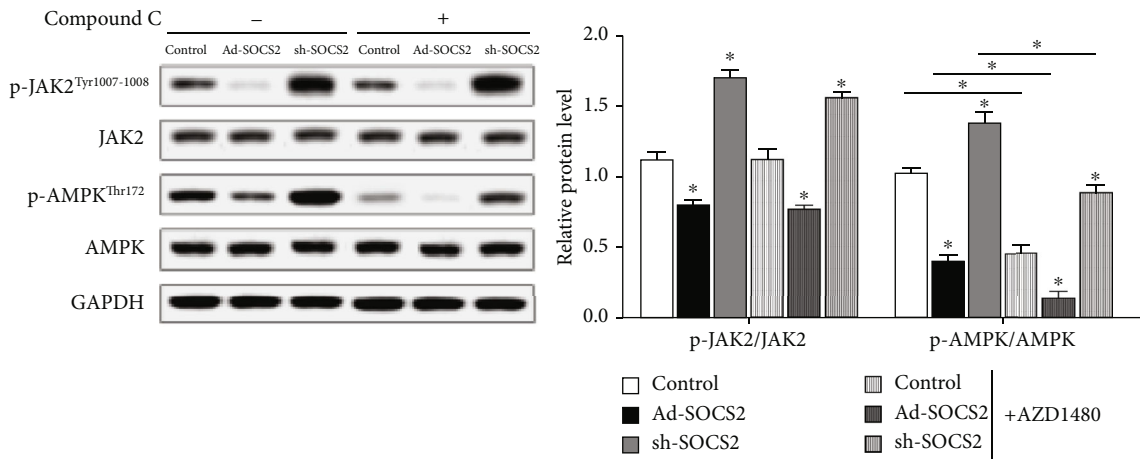 Compound C – +
Control Ad-SOCS2 sh-SOCS2 Control Ad-SOCS2 sh-SOCS2
p-JAK2Tyr1007-1008
JAK2
p-AMPKThr172
AMPK
GAPDH
Relative protein level
2.0
1.5
1.0
0.5
0.0
* * * * * * * * * * *
p-JAK2/JAK2 p-AMPK/AMPK
Control Control
Ad-SOCS2 Ad-SOCS2 +AZD1480
sh-SOCS2 sh-SOCS2